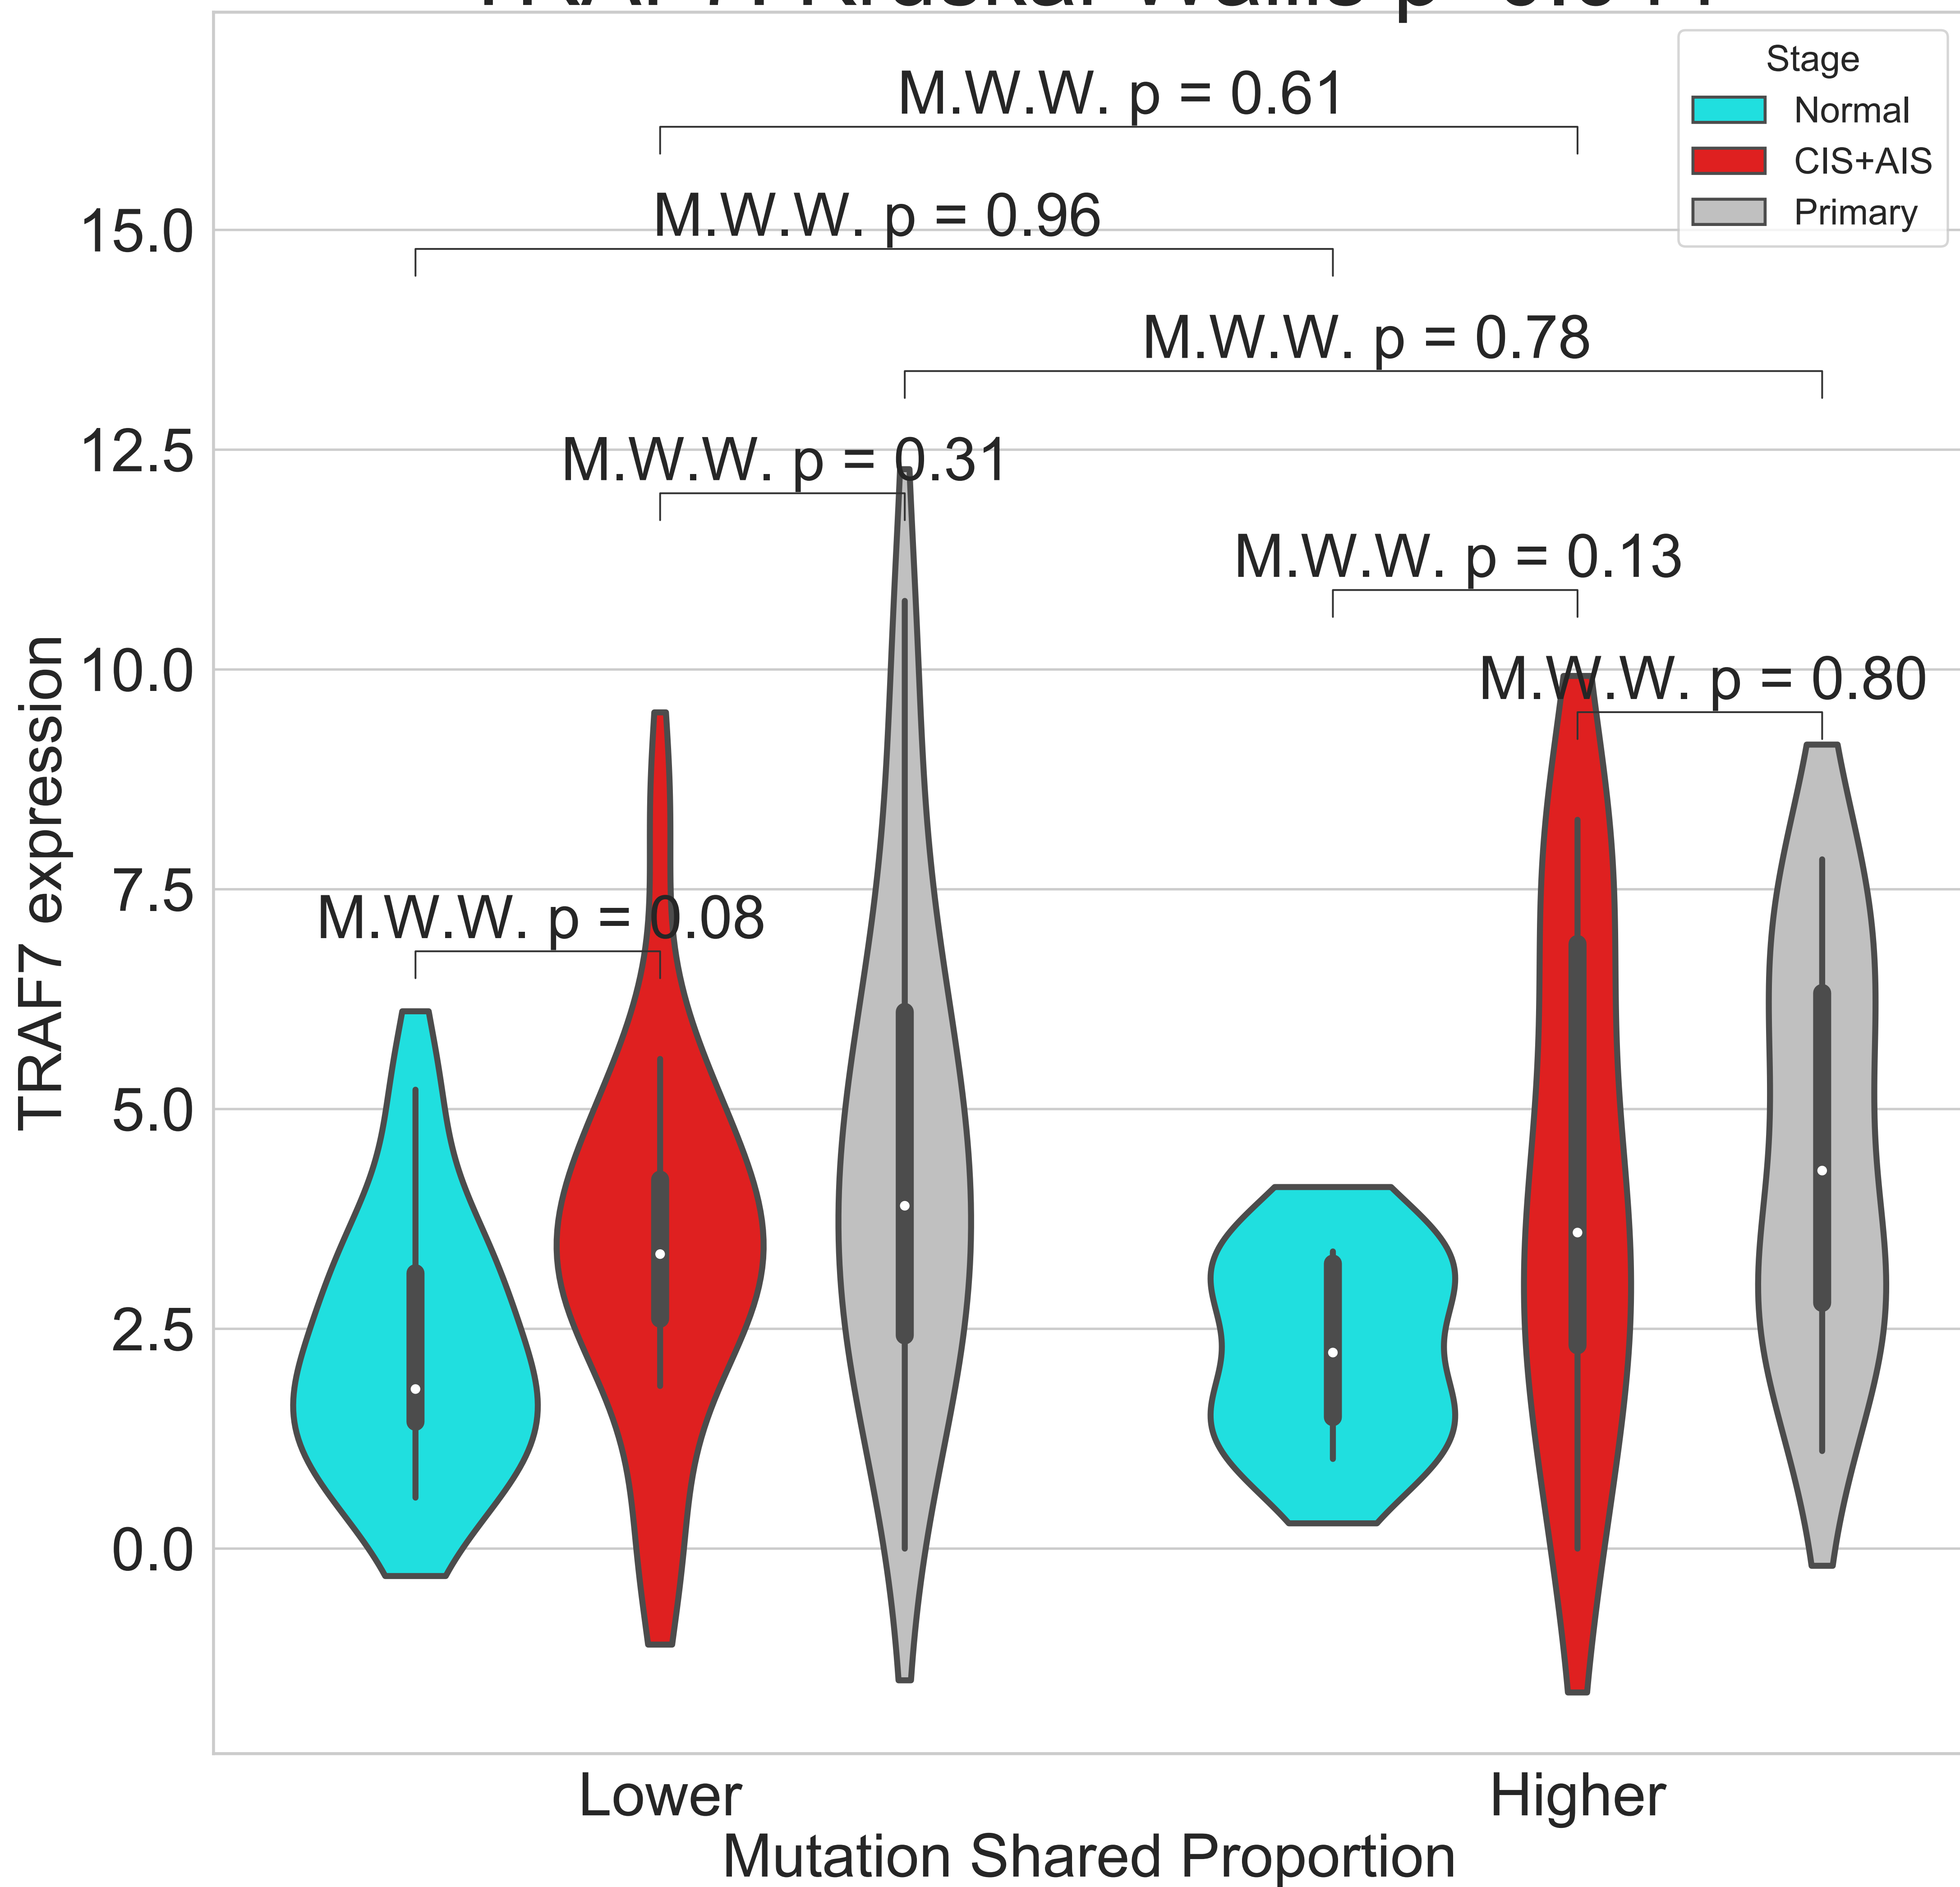 Stage
Normal
CIS+AIS
Primary
M.W.W. p = 0.61
M.W.W. p = 0.96
M.W.W. p = 0.78
M.W.W. p = 0.31
M.W.W. p = 0.13
M.W.W. p = 0.80
M.W.W. p = 0.08
15.0
12.5
10.0
7.5
5.0
2.5
0.0
TRAF7 expression
Lower
Higher
Mutation Shared Proportion